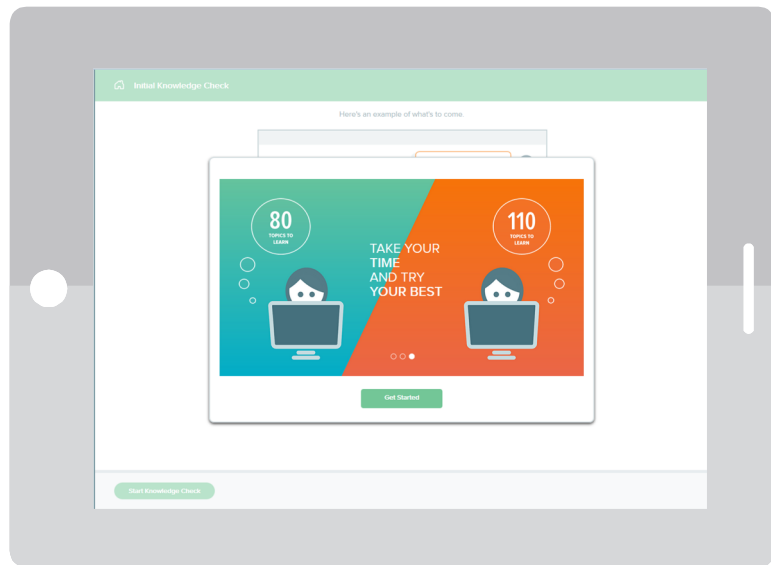 Initial Knowledge Check
Here's an example of what's to come.
80
TOPICS TO
LEARN
110
TOPICS TO
LEARN
TAKE YOUR
TIME
AND TRY
YOUR BEST
Get Started
Start Knowledge Check